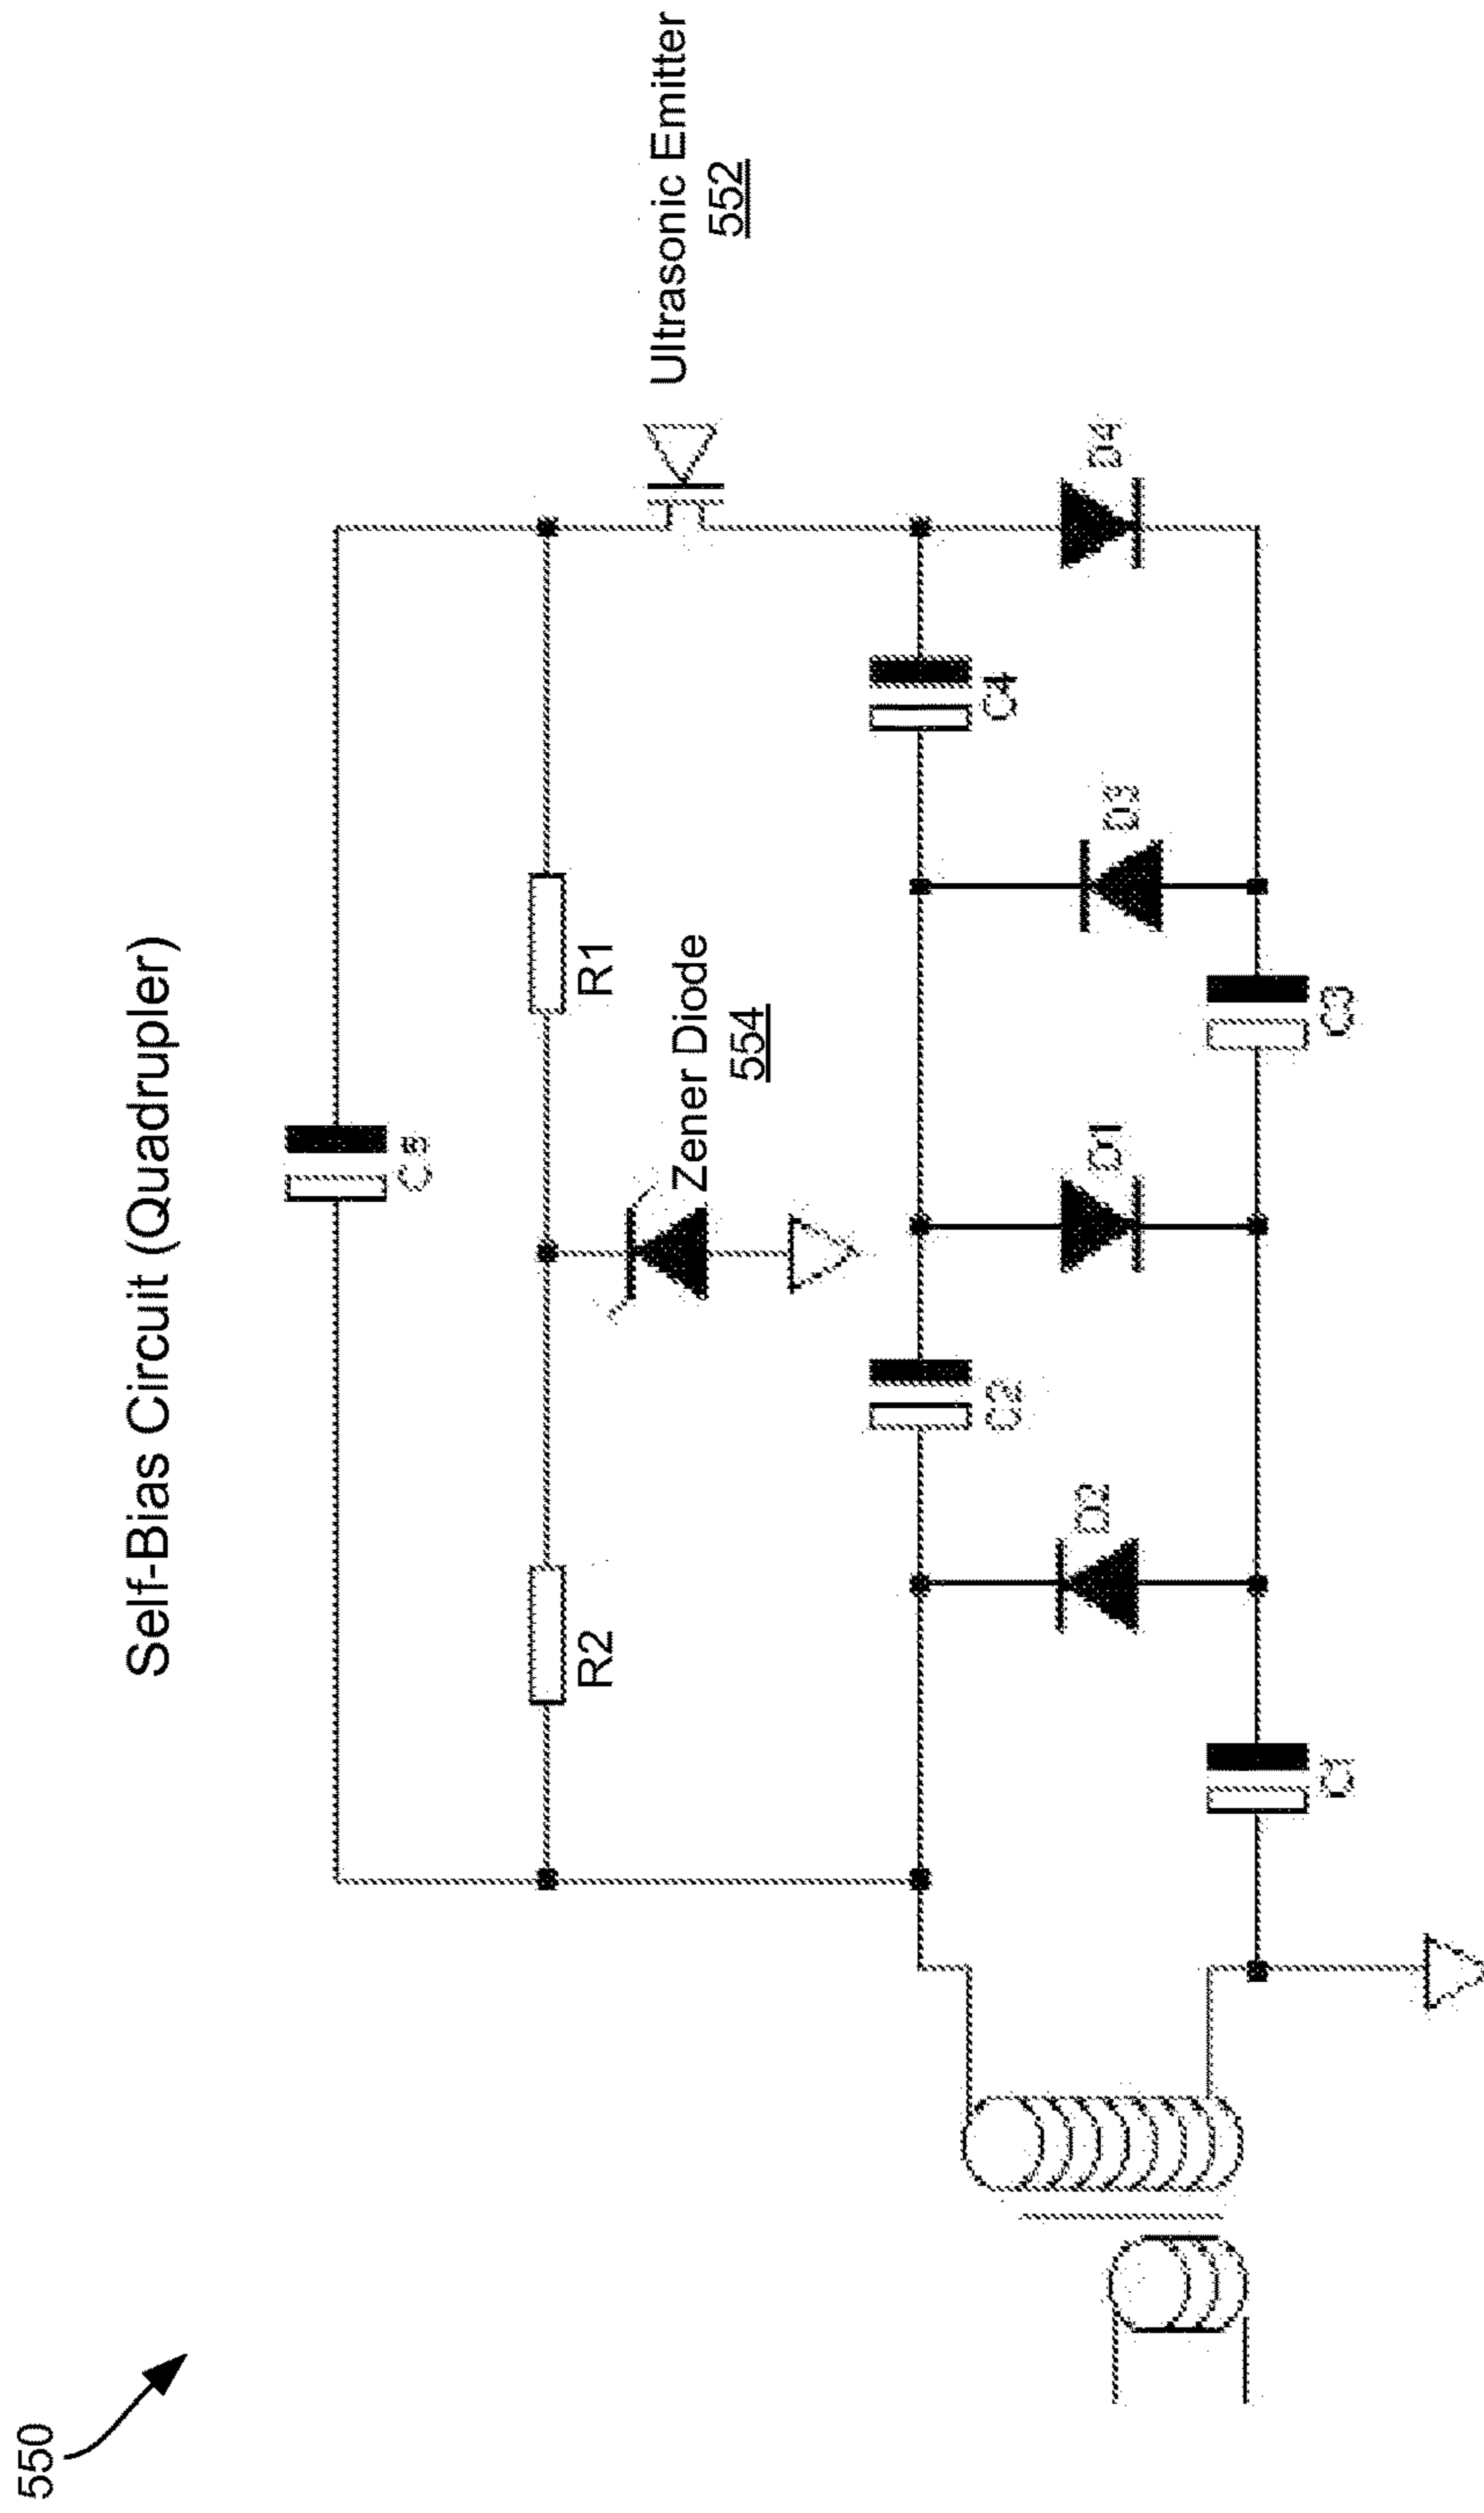 550
Self-Bias Circuit (Quadrupler)
R2
R1
Zener Diode
554
Ultrasonic Emitter
552
C2
C4
D2
D1
D3
D4
C1
C3